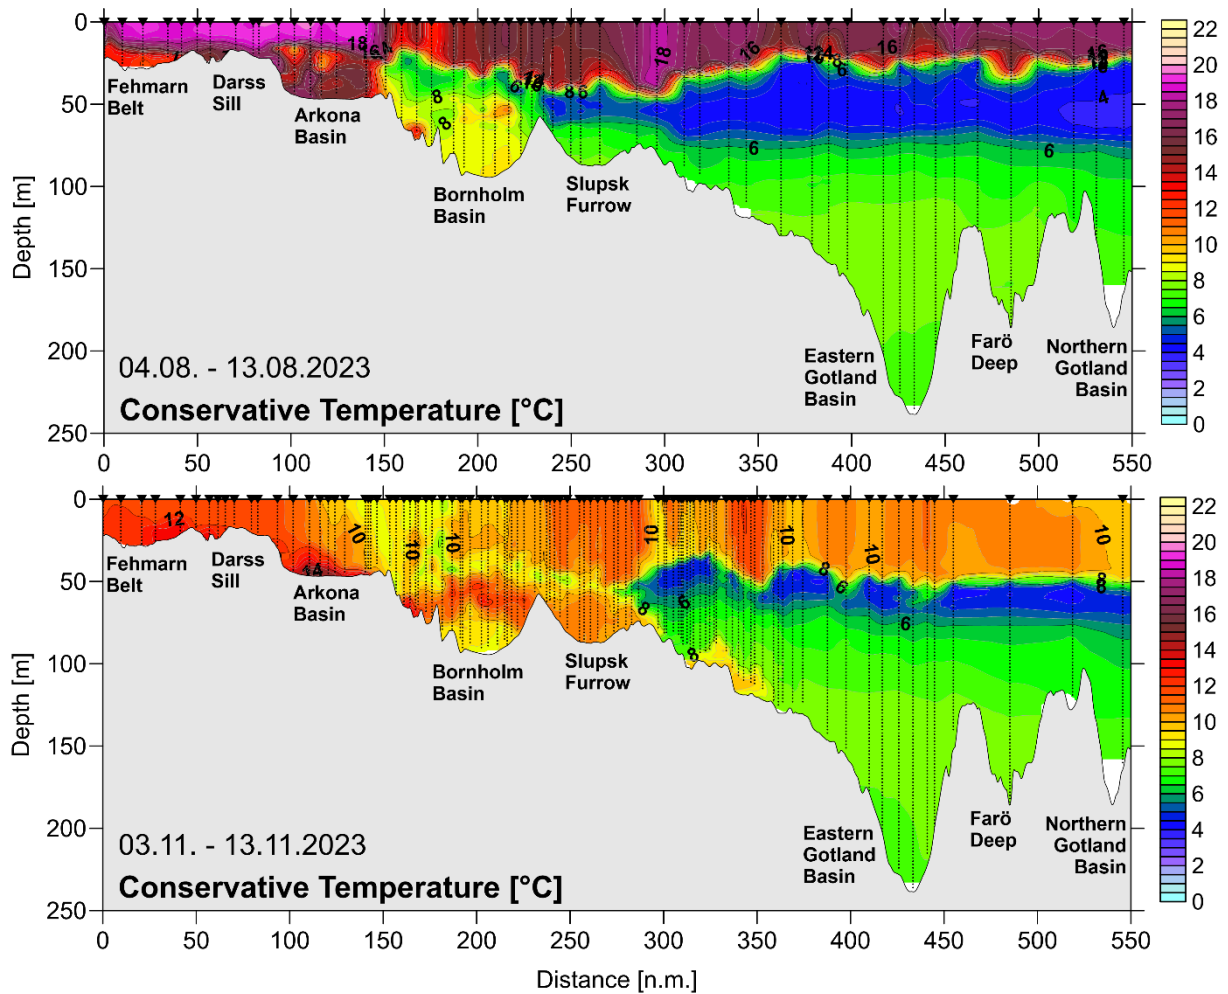 0
50
100
150
200
250
Depth [m]
18
16
14
8
8
6
8
6
18
16
16
6
4
6
6
Fehmarn
Belt
Darss
Sill
Arkona
Basin
Bornholm
Basin
Slupsk
Furrow
Eastern
Gotland
Basin
Farö
Deep
Northern
Gotland
Basin
04.08. - 13.08.2023
Conservative Temperature [°C]
0 50 100 150 200 250 300 350 400 450 500 550
22
20
18
16
14
12
10
8
6
4
2
0
0
50
100
150
200
250
Depth [m]
12
14
10
10
10
10
8
6
8
10
8
6
10
6
10
8
Fehmarn
Belt
Darss
Sill
Arkona
Basin
Bornholm
Basin
Slupsk
Furrow
Eastern
Gotland
Basin
Farö
Deep
Northern
Gotland
Basin
03.11. - 13.11.2023
Conservative Temperature [°C]
0 50 100 150 200 250 300 350 400 450 500 550
Distance [n.m.]
22
20
18
16
14
12
10
8
6
4
2
0